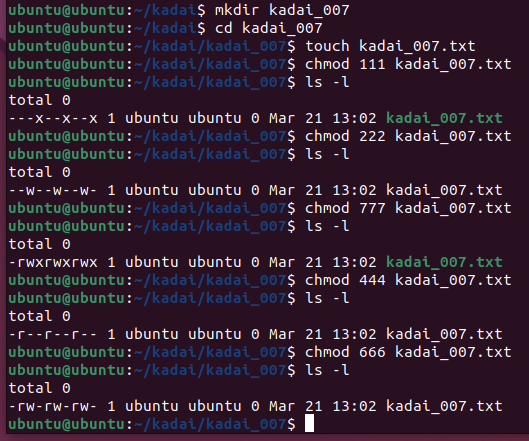 ubuntu@ubuntu:~/kadai$ mkdir kadai_007
ubuntu@ubuntu:~/kadai$ cd kadai_007
ubuntu@ubuntu:~/kadai/kadai_007$ touch kadai_007.txt
ubuntu@ubuntu:~/kadai/kadai_007$ chmod 111 kadai_007.txt
ubuntu@ubuntu:~/kadai/kadai_007$ ls -l
total 0
---x--x--x 1 ubuntu ubuntu 0 Mar 21 13:02 kadai_007.txt
ubuntu@ubuntu:~/kadai/kadai_007$ chmod 222 kadai_007.txt
ubuntu@ubuntu:~/kadai/kadai_007$ ls -l
total 0
--w--w--w- 1 ubuntu ubuntu 0 Mar 21 13:02 kadai_007.txt
ubuntu@ubuntu:~/kadai/kadai_007$ chmod 777 kadai_007.txt
ubuntu@ubuntu:~/kadai/kadai_007$ ls -l
total 0
-rwxrwxrwx 1 ubuntu ubuntu 0 Mar 21 13:02 kadai_007.txt
ubuntu@ubuntu:~/kadai/kadai_007$ chmod 444 kadai_007.txt
ubuntu@ubuntu:~/kadai/kadai_007$ ls -l
total 0
-r--r--r-- 1 ubuntu ubuntu 0 Mar 21 13:02 kadai_007.txt
ubuntu@ubuntu:~/kadai/kadai_007$ chmod 666 kadai_007.txt
ubuntu@ubuntu:~/kadai/kadai_007$ ls -l
total 0
-rw-rw-rw- 1 ubuntu ubuntu 0 Mar 21 13:02 kadai_007.txt
ubuntu@ubuntu:~/kadai/kadai_007$